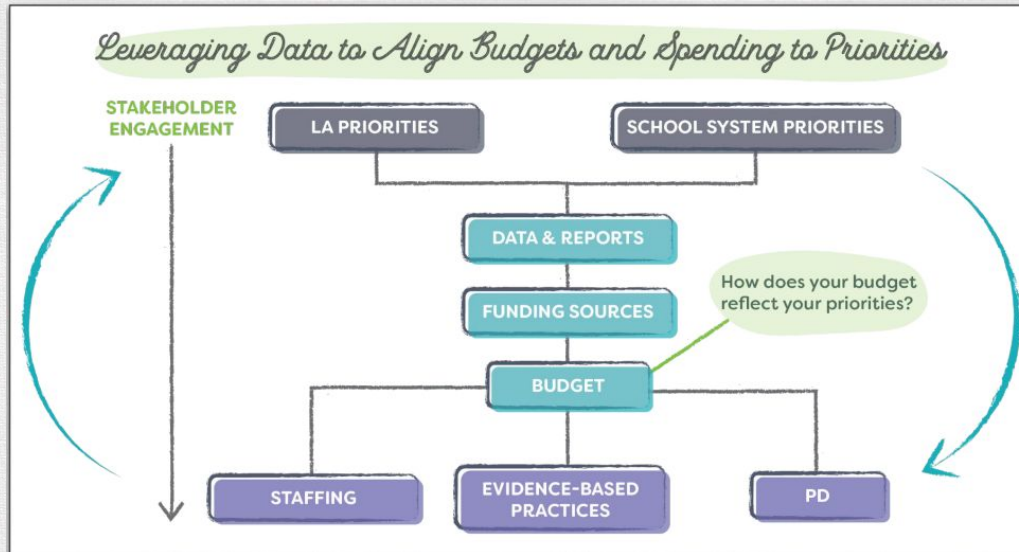 Leveraging Data to Align Budgets and Spending to Priorities
STAKEHOLDER
ENGAGEMENT
LA PRIORITIES
SCHOOL SYSTEM PRIORITIES
DATA & REPORTS
How does your budget
reflect your priorities?
FUNDING SOURCES
BUDGET
STAFFING
EVIDENCE-BASED
PRACTICES
PD